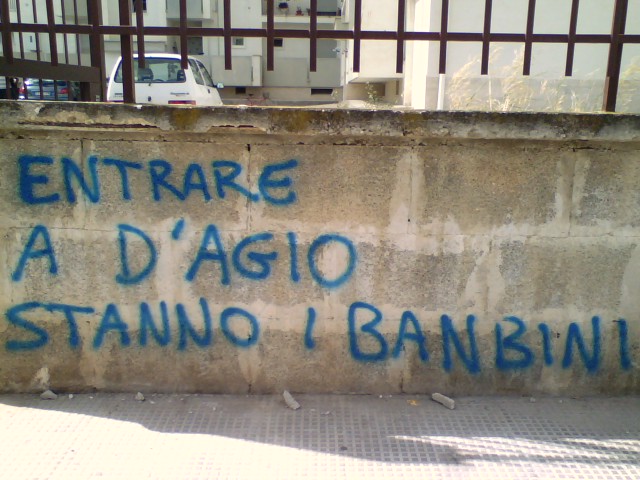 ENTRARE
A D'AGIO
STANNO I BANBINI